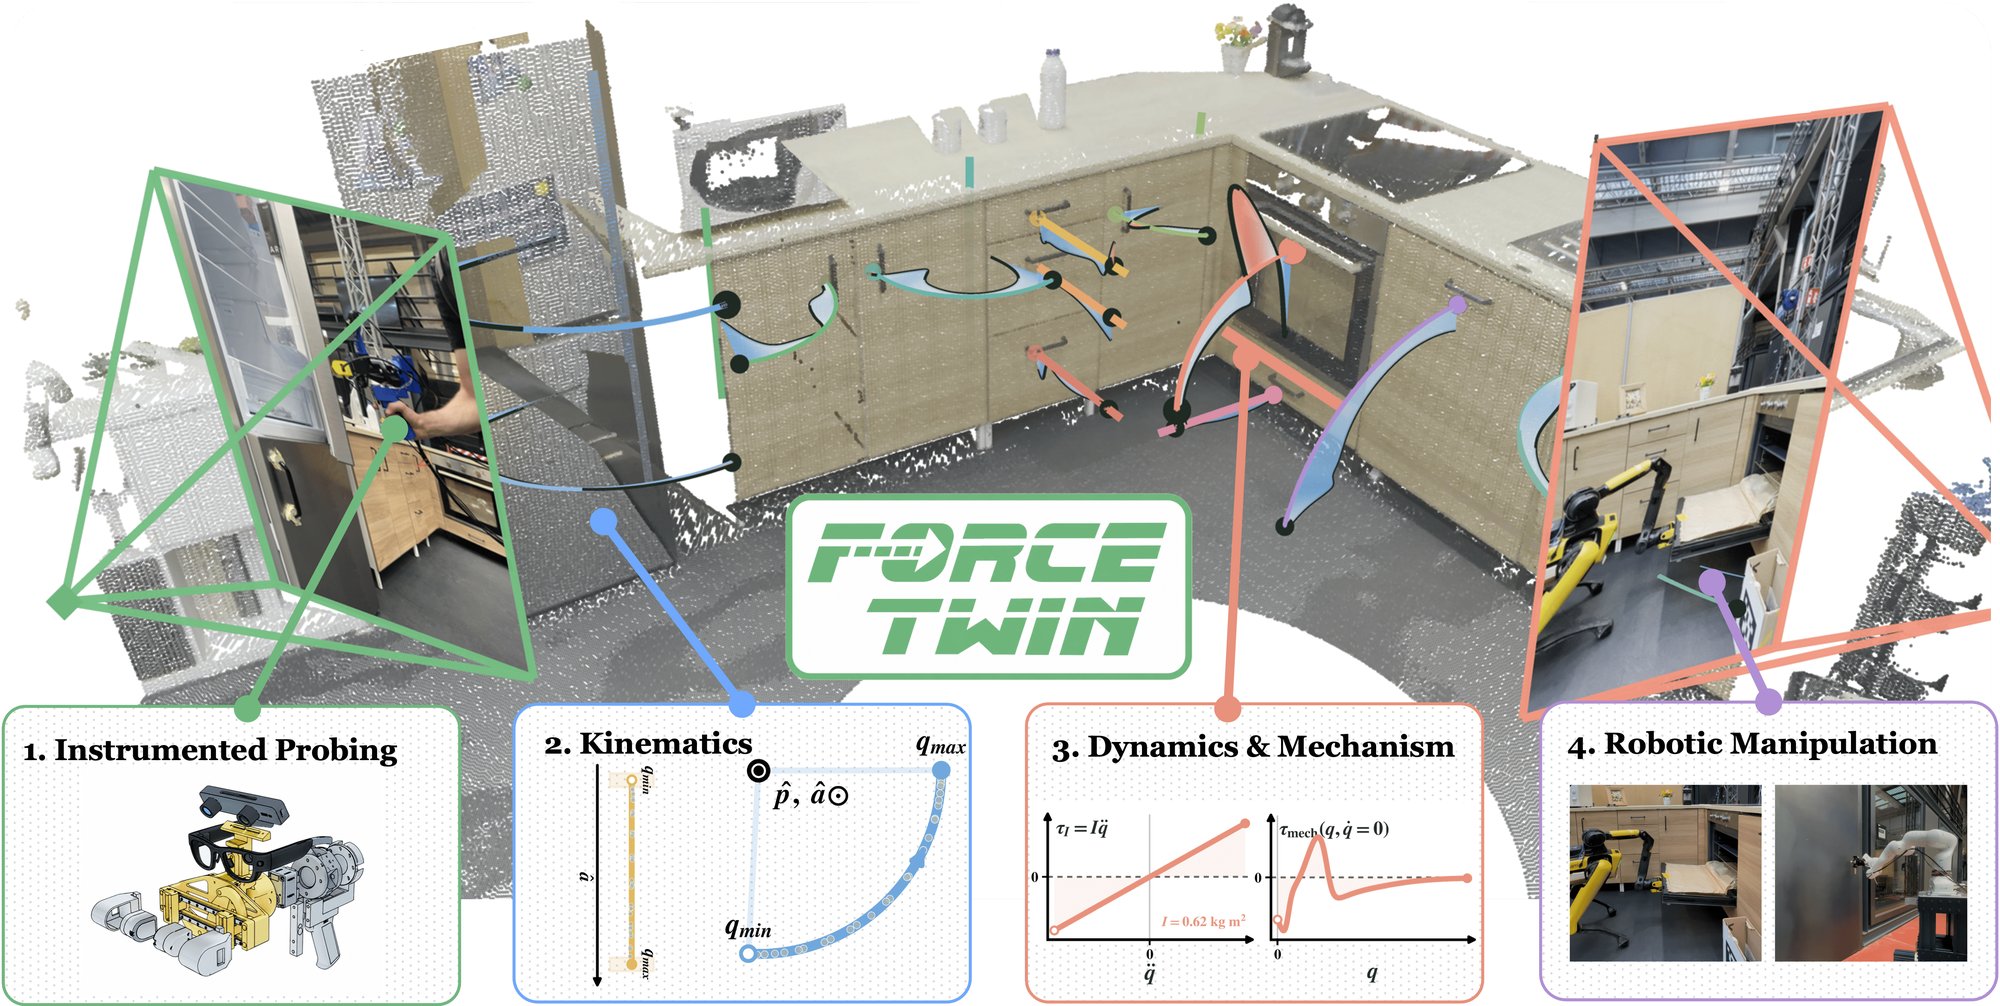 FORCE
TWIN
1. Instrumented Probing
2. Kinematics
q_min
â
q_max
p̂, â⊙
q_max
q_min
3. Dynamics & Mechanism
τ_I = Iq̈
0
I = 0.62 kg m²
0
q̈
τ_mech(q, q̇ = 0)
0
0
q
4. Robotic Manipulation